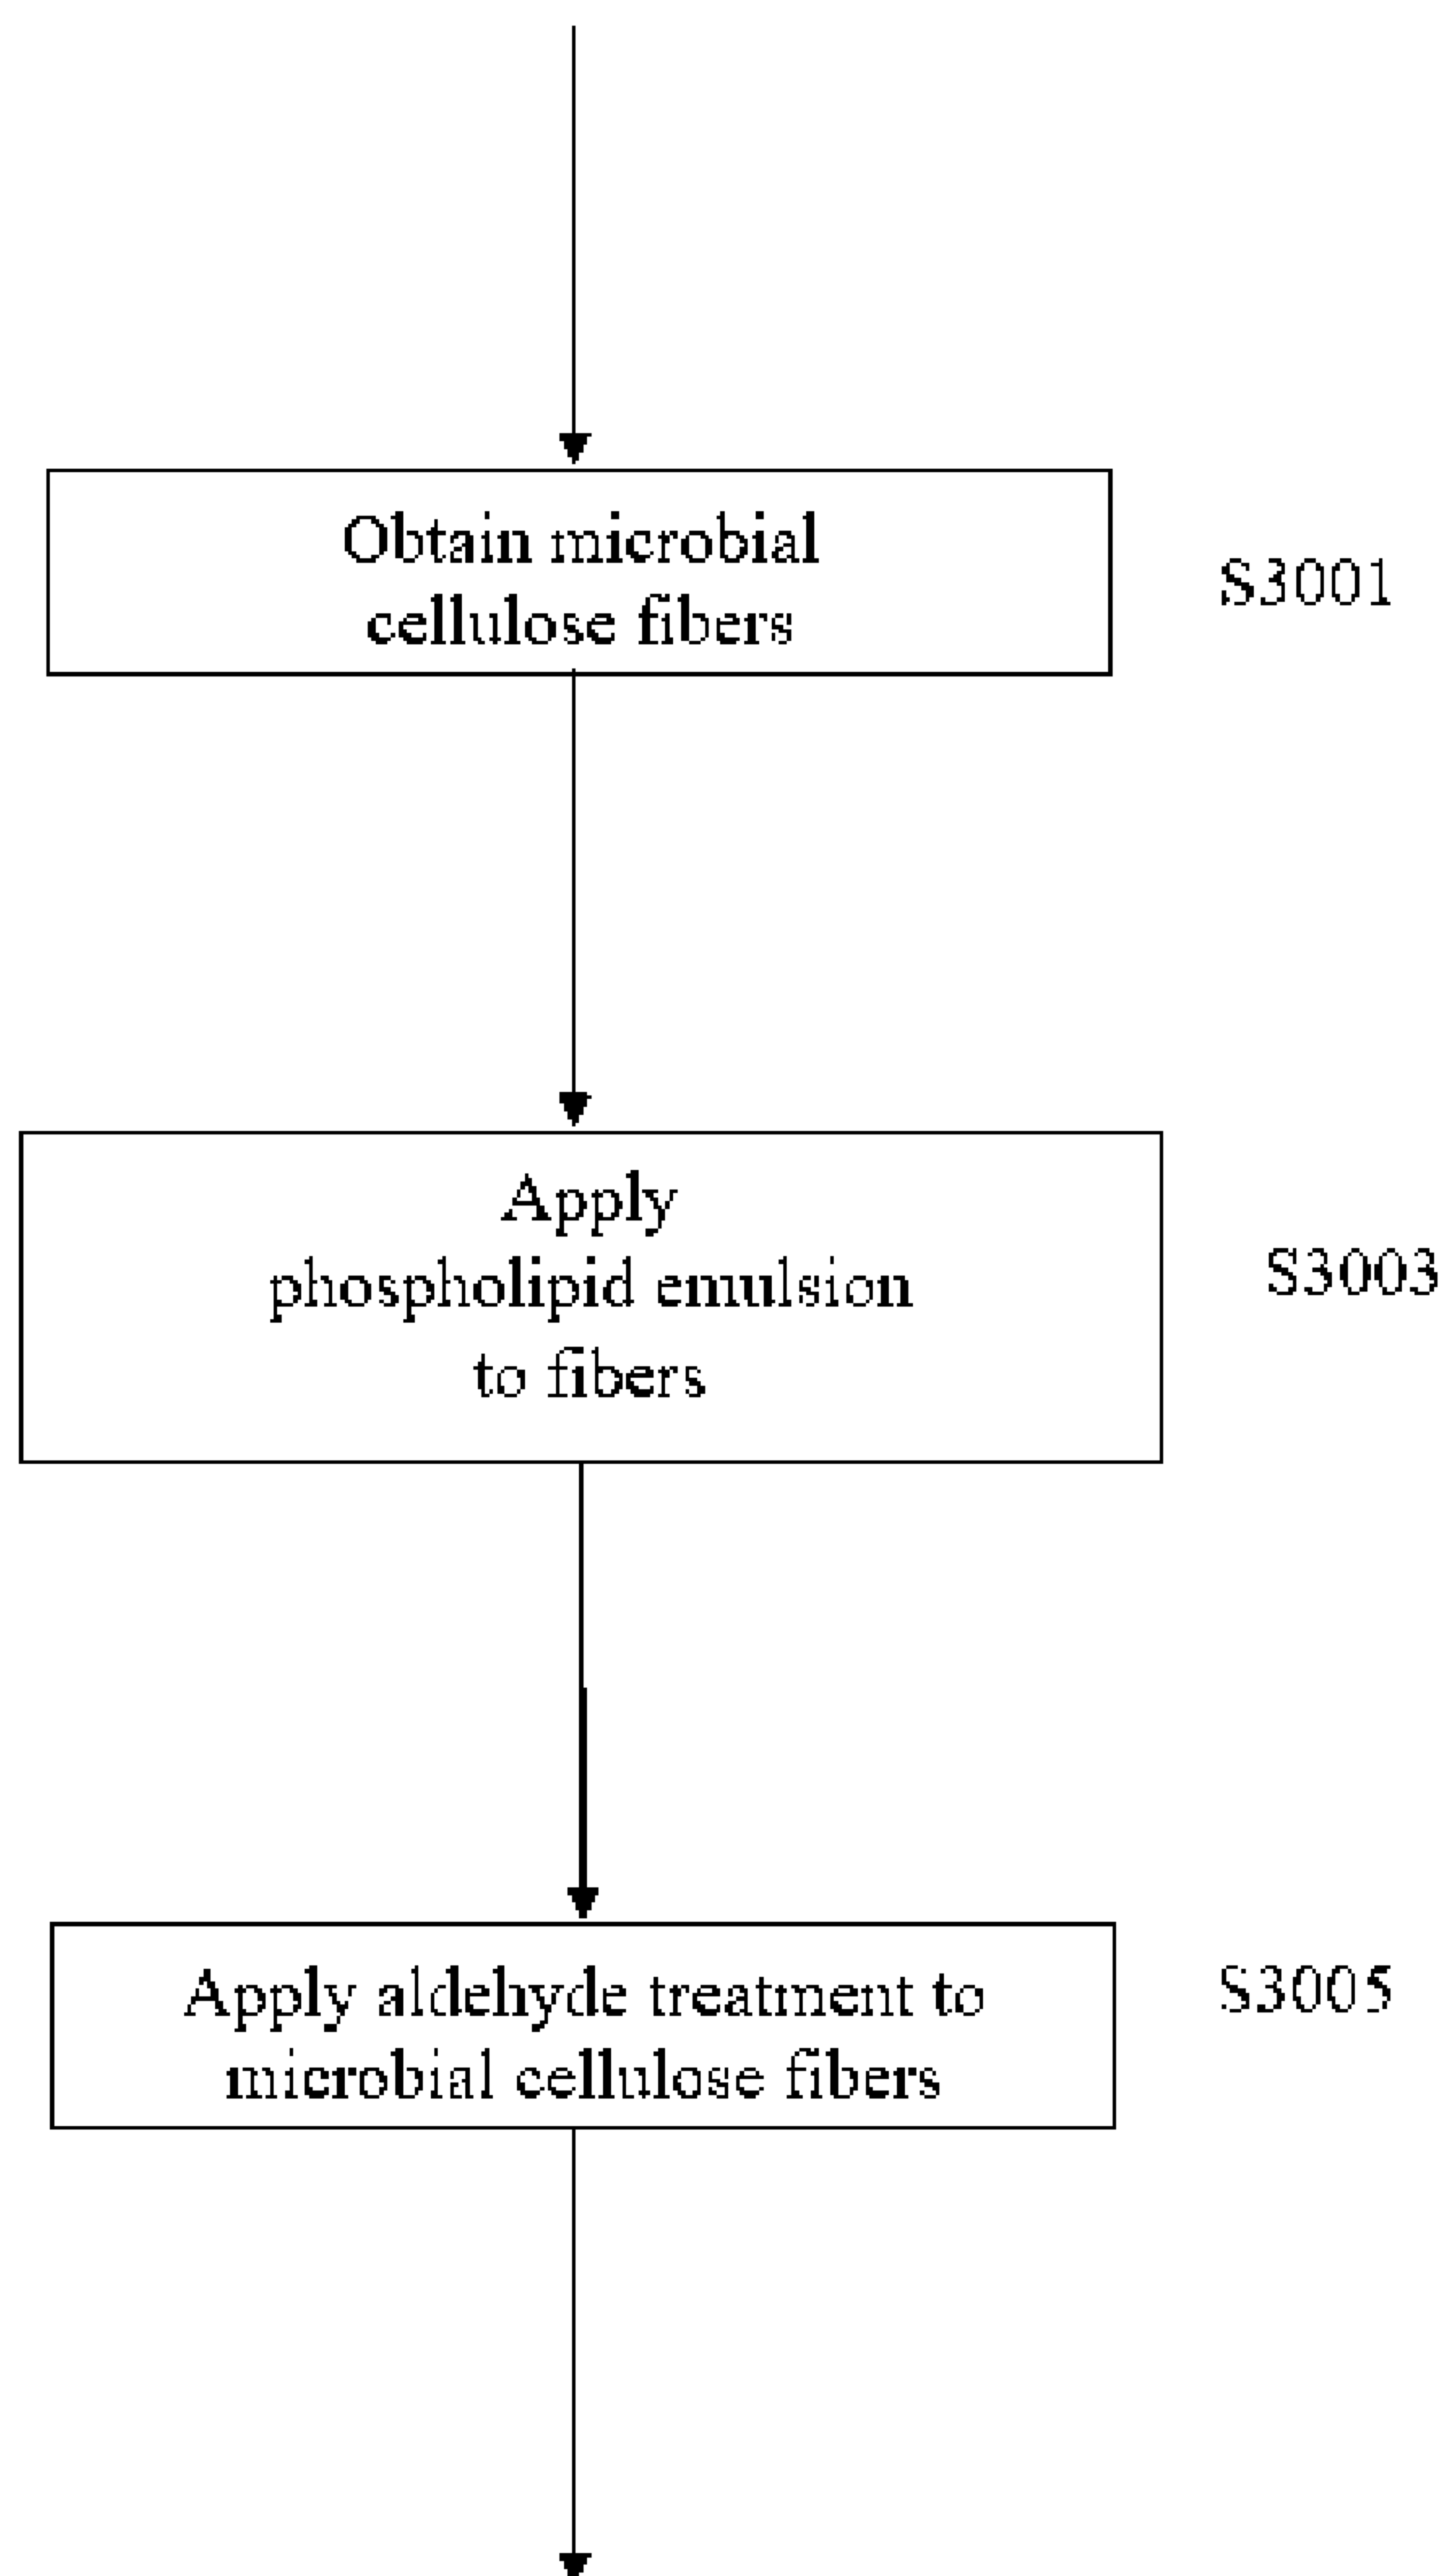 Obtain microbial
cellulose fibers
S3001
Apply
phospholipid emulsion
to fibers
S3003
Apply aldehyde treatment to
microbial cellulose fibers
S3005